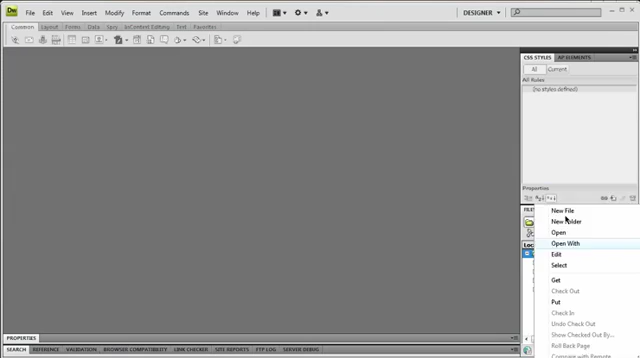 Dw File Edit View Insert Modify Format Commands Site Window Help
DESIGNER
Common Layout Forms Data Spry InContext Editing Text Favorites
CSS STYLES AP ELEMENTS
All Current
All Rules
(no styles defined)
Properties
New File
New Folder
Open
Open With
Edit
Select
Get
Check Out
Put
Check In
Undo Check Out
Show Checked Out By...
Roll Back Page
Compare with Remote
PROPERTIES
SEARCH REFERENCE VALIDATION BROWSER COMPATIBILITY LINK CHECKER SITE REPORTS FTP LOG SERVER DEBUG